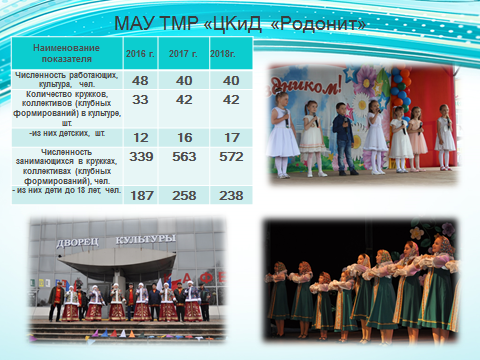 МАУ ТМР «ЦКиД «Родонит»
Наименование показателя 2016 г. 2017 г. 2018г.
Численность работающих, культура, чел. 48 40 40
Количество кружков, коллективов (клубных формирований) в культуре, шт. 33 42 42
-из них детских, шт. 12 16 17
Численность занимающихся в кружках, коллективах (клубных формирований), чел. 339 563 572
- из них дети до 18 лет, чел. 187 258 238
ДВОРЕЦ КУЛЬТУРЫ